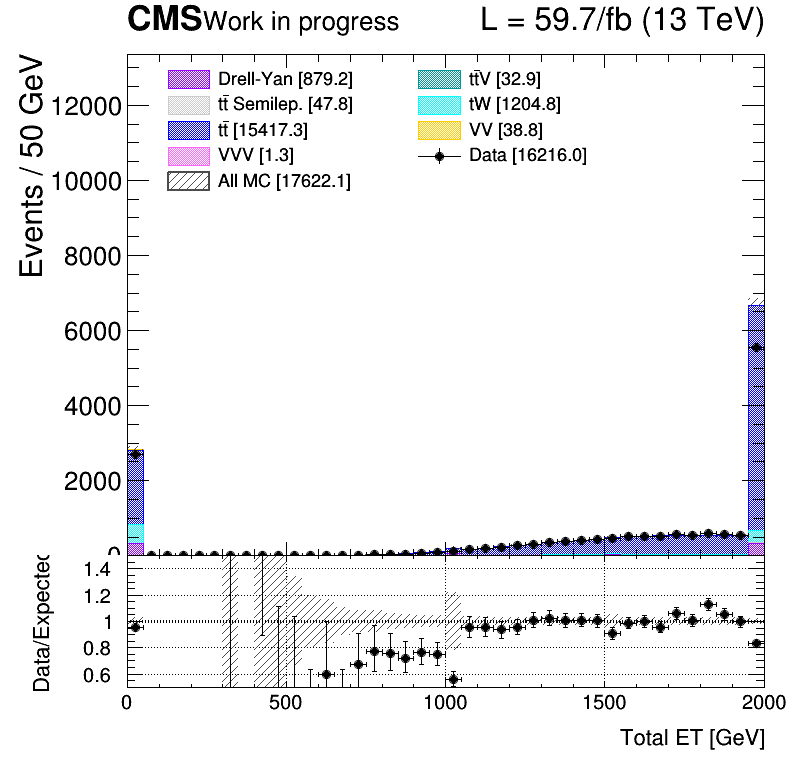 CMS Work in progress L = 59.7/fb (13 TeV)
Drell-Yan [879.2]
tt̄ Semilep. [47.8]
tt̄ [15417.3]
VVV [1.3]
All MC [17622.1]
tt̄V [32.9]
tW [1204.8]
VV [38.8]
Data [16216.0]
Events / 50 GeV
12000
10000
8000
6000
4000
2000
0
Data/Expected
1.4
1.2
1
0.8
0.6
0 500 1000 1500 2000
Total ET [GeV]